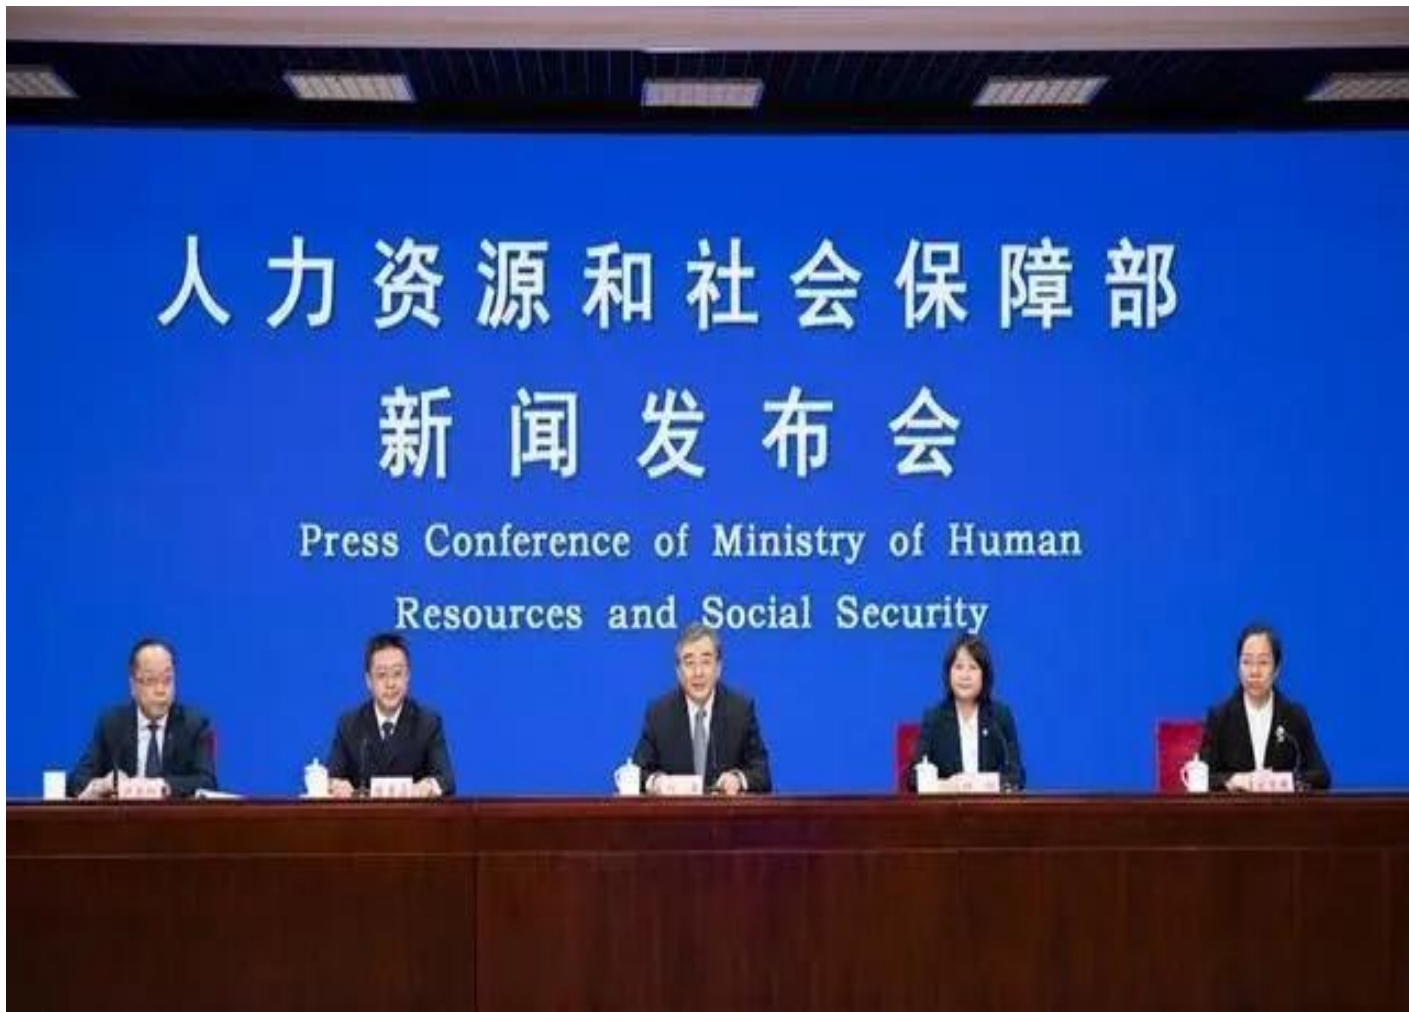 人力资源和社会保障部
新闻发布会
Press Conference of Ministry of Human
Resources and Social Security